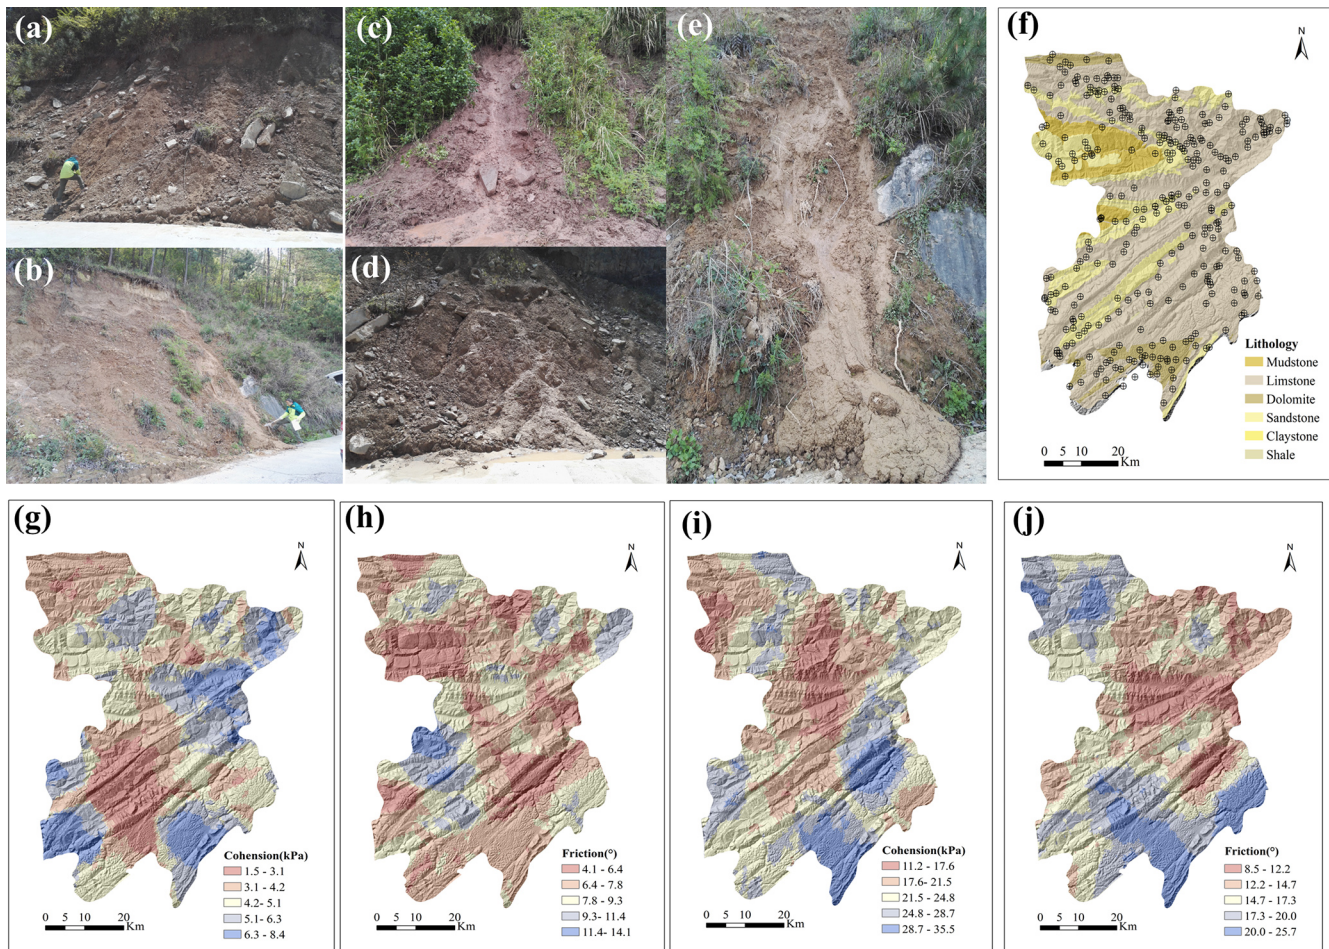 (a)
(b)
(c)
(d)
(e)
(f)
N
Lithology
Mudstone
Limstone
Dolomite
Sandstone
Claystone
Shale
0 5 10 20
Km
(g)
N
Cohension(kPa)
1.5 - 3.1
3.1 - 4.2
4.2- 5.1
5.1- 6.3
6.3 - 8.4
0 5 10 20
Km
(h)
N
Friction(°)
4.1 - 6.4
6.4 - 7.8
7.8 - 9.3
9.3- 11.4
11.4- 14.1
0 5 10 20
Km
(i)
N
Cohension(kPa)
11.2 - 17.6
17.6- 21.5
21.5 - 24.8
24.8 - 28.7
28.7 - 35.5
0 5 10 20
Km
(j)
N
Friction(°)
8.5 - 12.2
12.2 - 14.7
14.7 - 17.3
17.3 - 20.0
20.0 - 25.7
0 5 10 20
Km